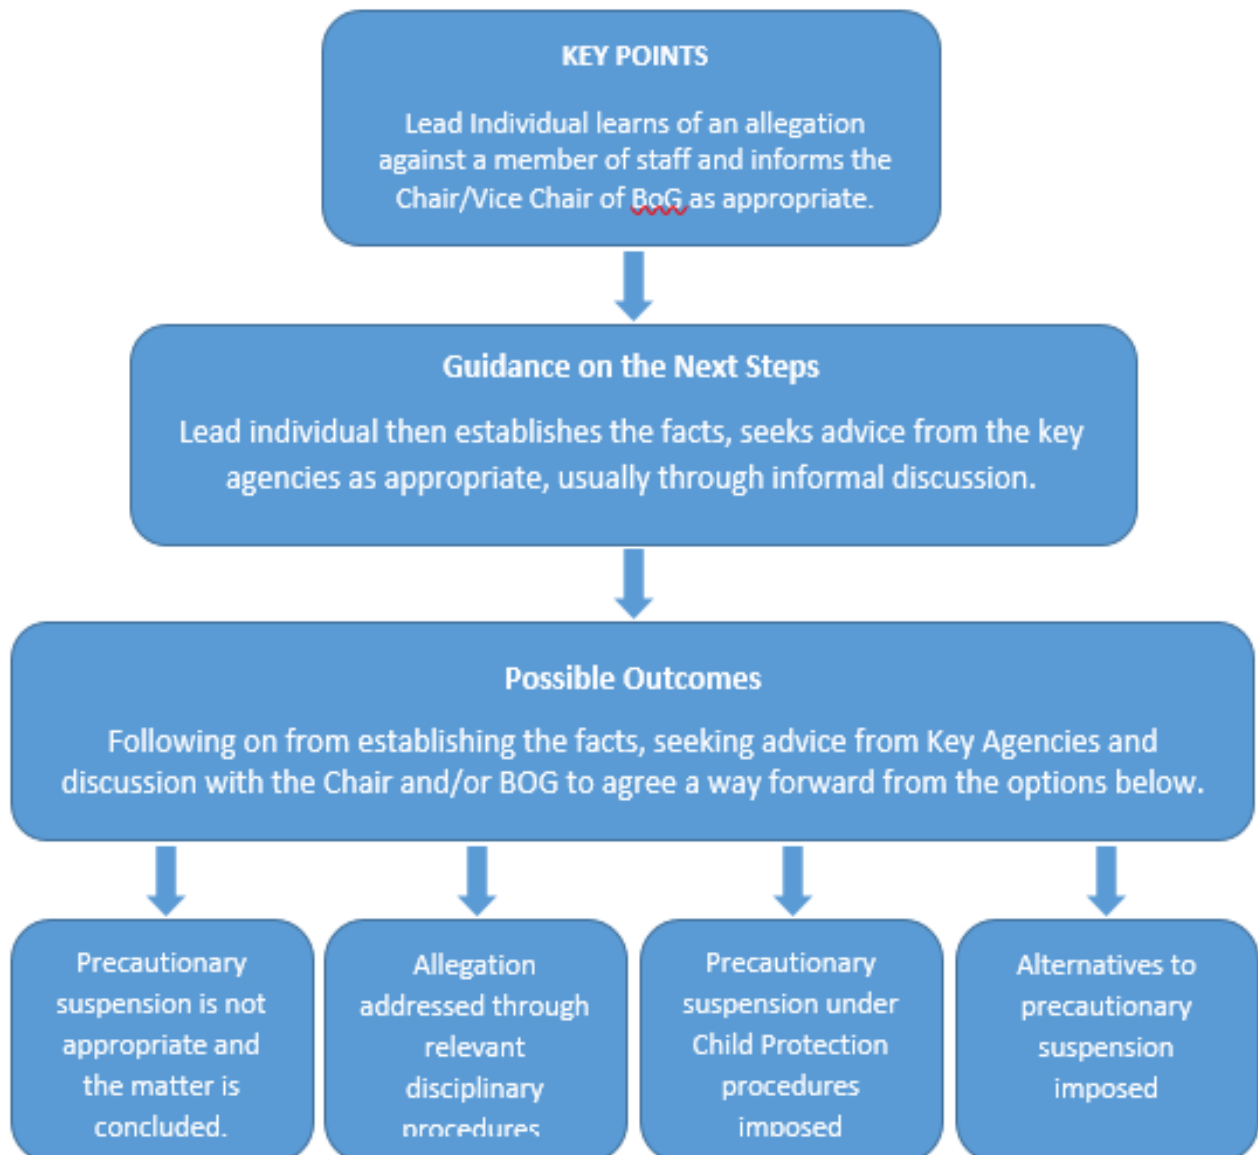 KEY POINTS
Lead Individual learns of an allegation
against a member of staff and informs the
Chair/Vice Chair of BoG as appropriate.
Guidance on the Next Steps
Lead individual then establishes the facts, seeks advice from the key
agencies as appropriate, usually through informal discussion.
Possible Outcomes
Following on from establishing the facts, seeking advice from Key Agencies and
discussion with the Chair and/or BOG to agree a way forward from the options below.
Precautionary
suspension is not
appropriate and
the matter is
concluded.
Allegation
addressed through
relevant
disciplinary
procedures
Precautionary
suspension under
Child Protection
procedures
imposed
Alternatives to
precautionary
suspension
imposed